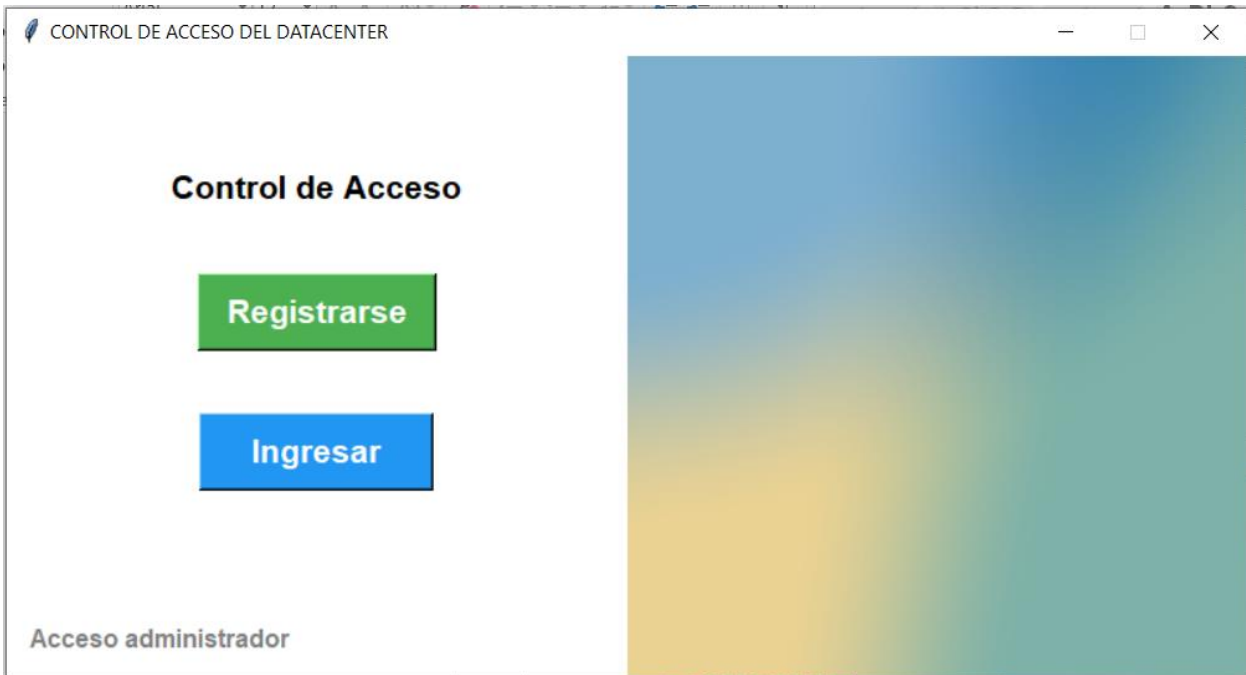 CONTROL DE ACCESO DEL DATACENTER
Control de Acceso
Registrarse
Ingresar
Acceso administrador